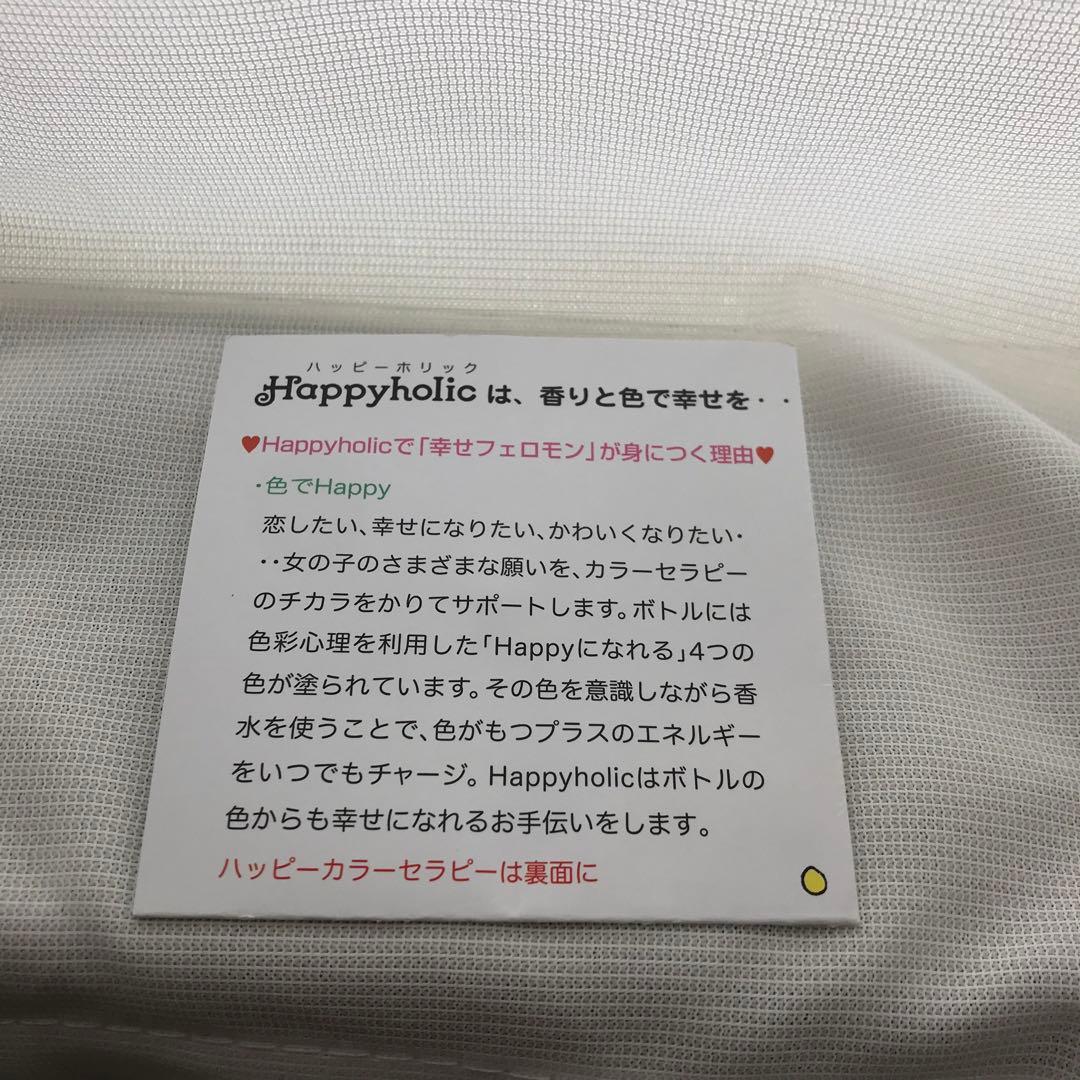 ハッピーホリック
Happyholic は、香りと色で幸せを・・
♥Happyholicで「幸せフェロモン」が身につく理由♥
・色でHappy
恋したい、幸せになりたい、かわいくなりたい・
・・女の子のさまざまな願いを、カラーセラピー
のチカラをかりてサポートします。ボトルには
色彩心理を利用した「Happyになれる」4つの
色が塗られています。その色を意識しながら香
水を使うことで、色がもつプラスのエネルギー
をいつでもチャージ。Happyholicはボトルの
色からも幸せになれるお手伝いをします。
ハッピーカラーセラピーは裏面に